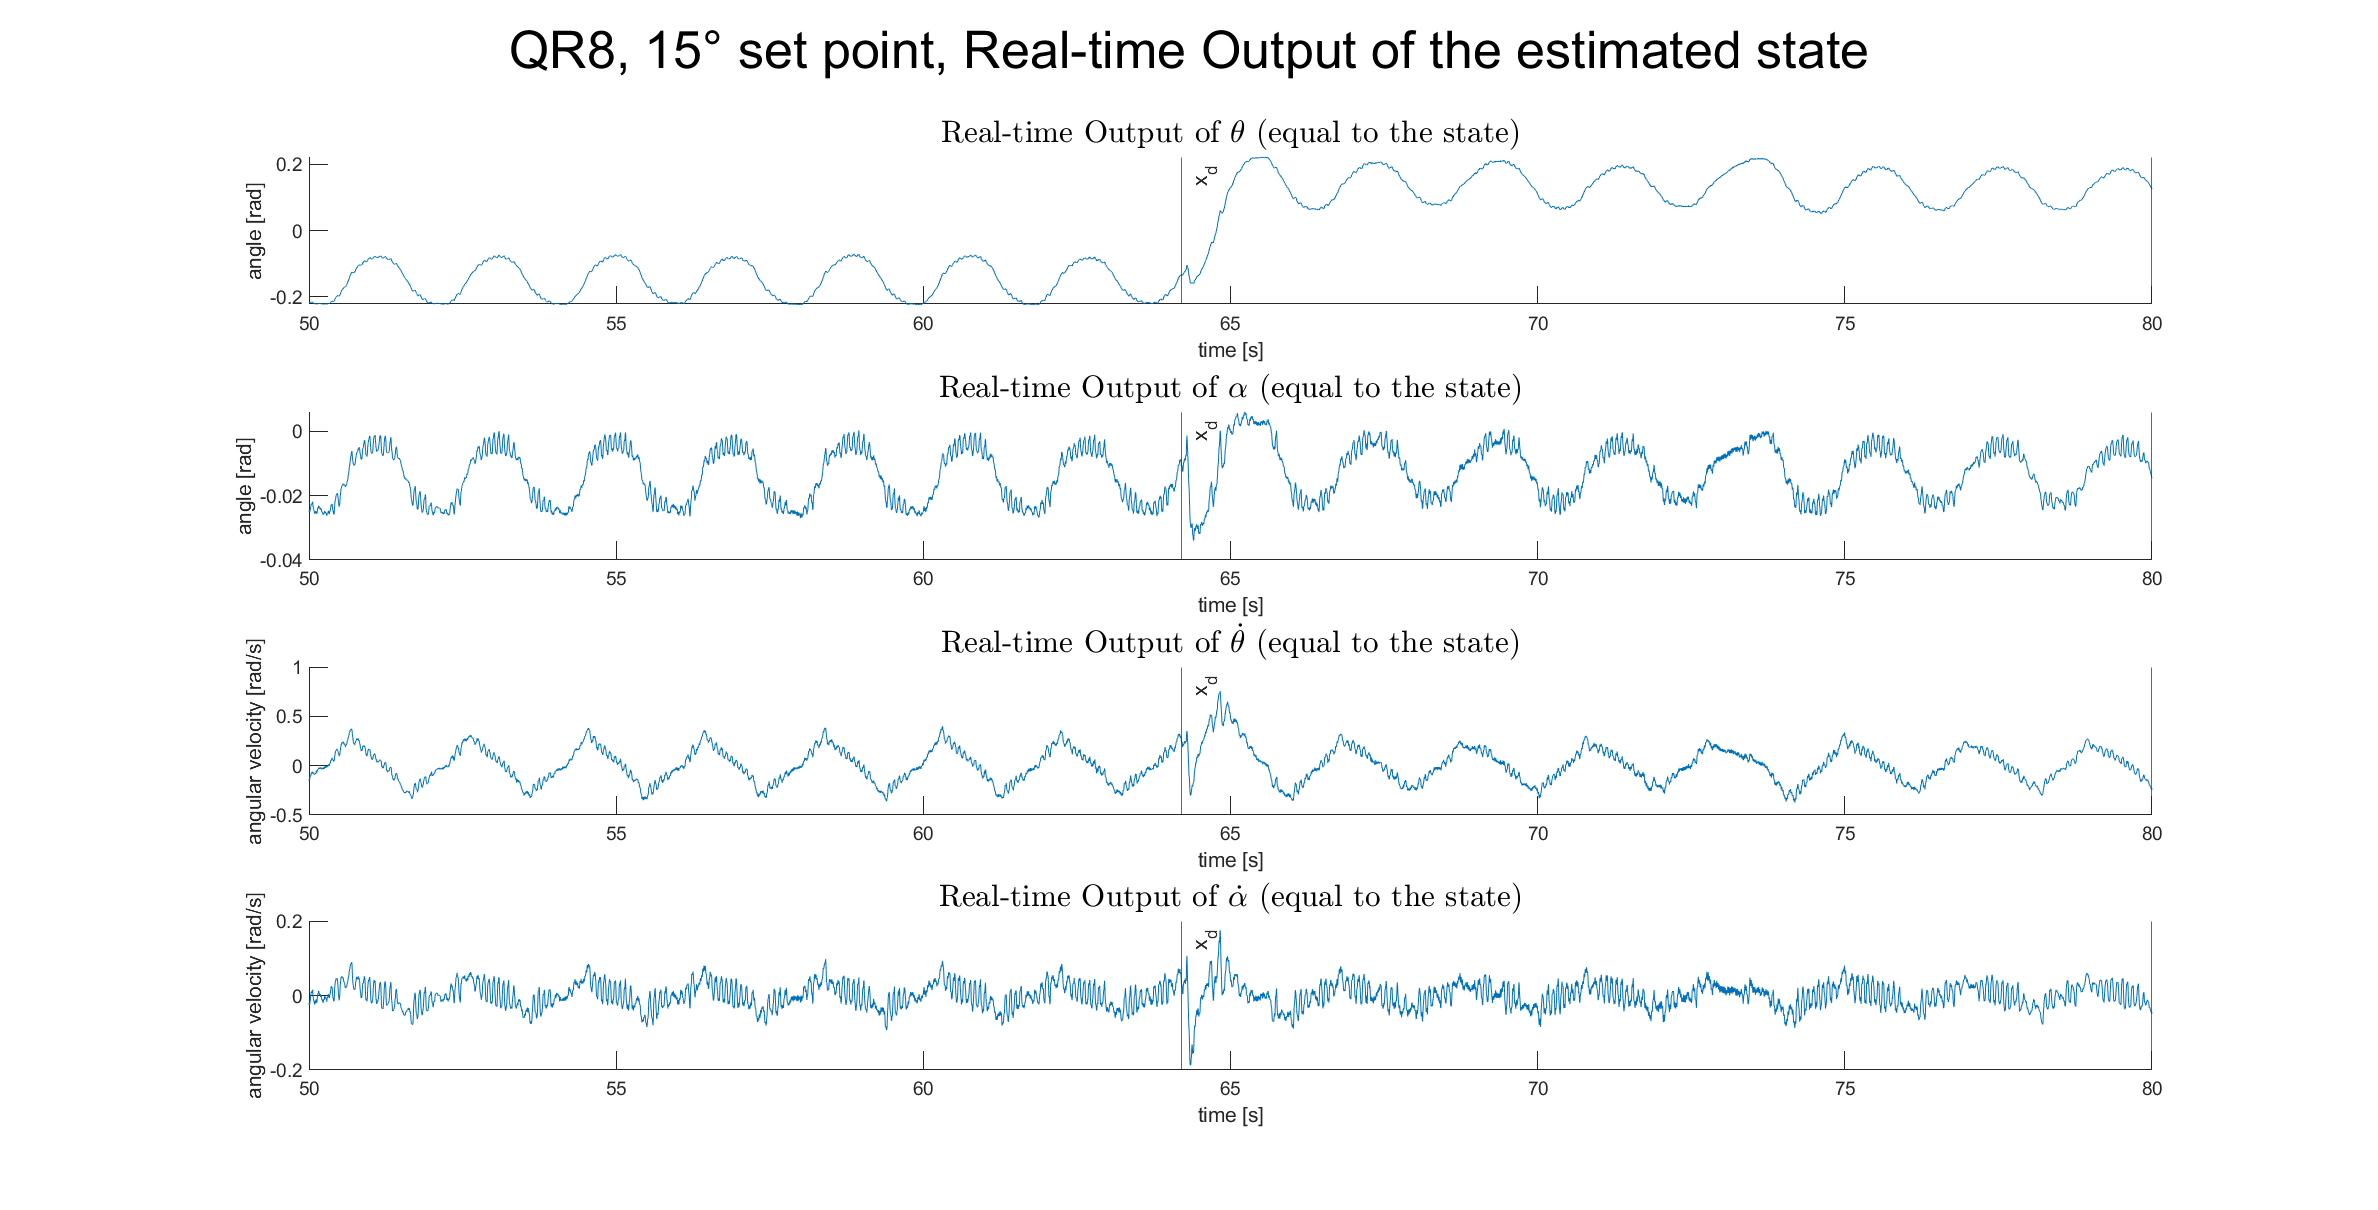 QR8, 15° set point, Real-time Output of the estimated state
Real-time Output of θ (equal to the state)
angle [rad]
0.2
0
-0.2
x_d
50 55 60 65 70 75 80
time [s]
Real-time Output of α (equal to the state)
angle [rad]
0
-0.02
-0.04
x_d
50 55 60 65 70 75 80
time [s]
Real-time Output of θ̇ (equal to the state)
angular velocity [rad/s]
1
0.5
0
-0.5
x_d
50 55 60 65 70 75 80
time [s]
Real-time Output of α̇ (equal to the state)
angular velocity [rad/s]
0.2
0
-0.2
x_d
50 55 60 65 70 75 80
time [s]